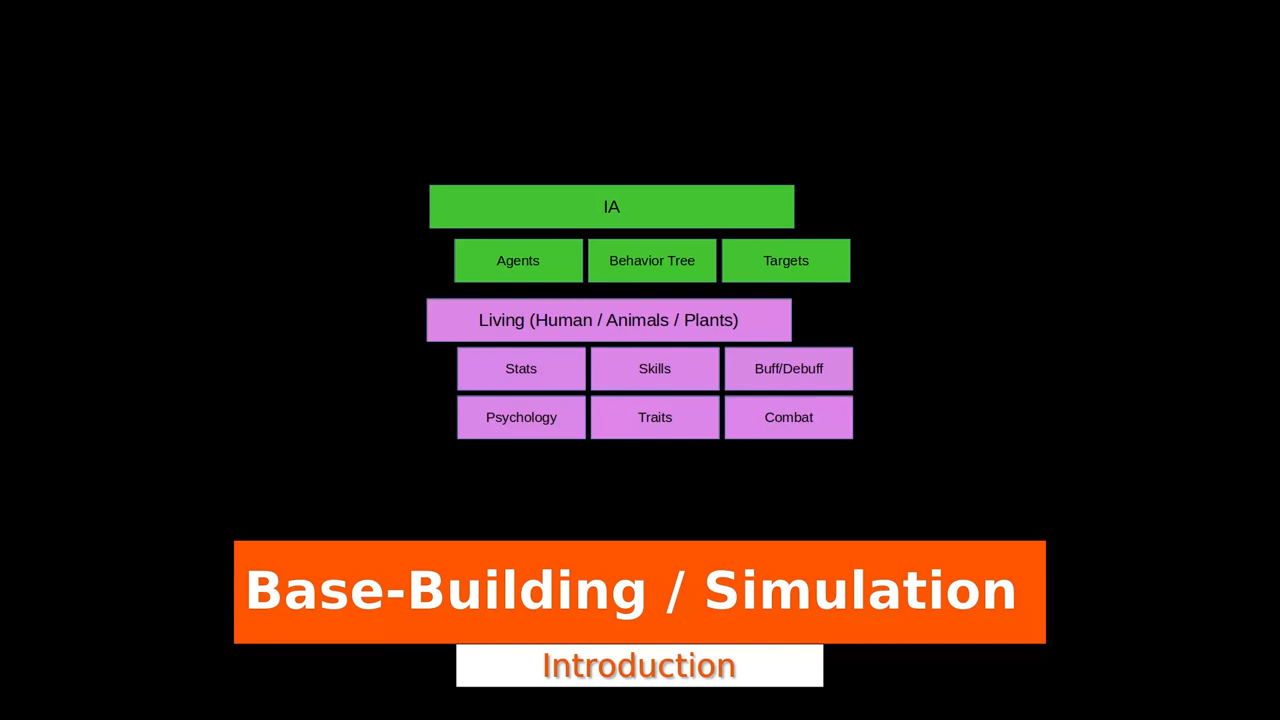 IA
Agents Behavior Tree Targets
Living (Human / Animals / Plants)
Stats Skills Buff/Debuff
Psychology Traits Combat
Base-Building / Simulation
Introduction